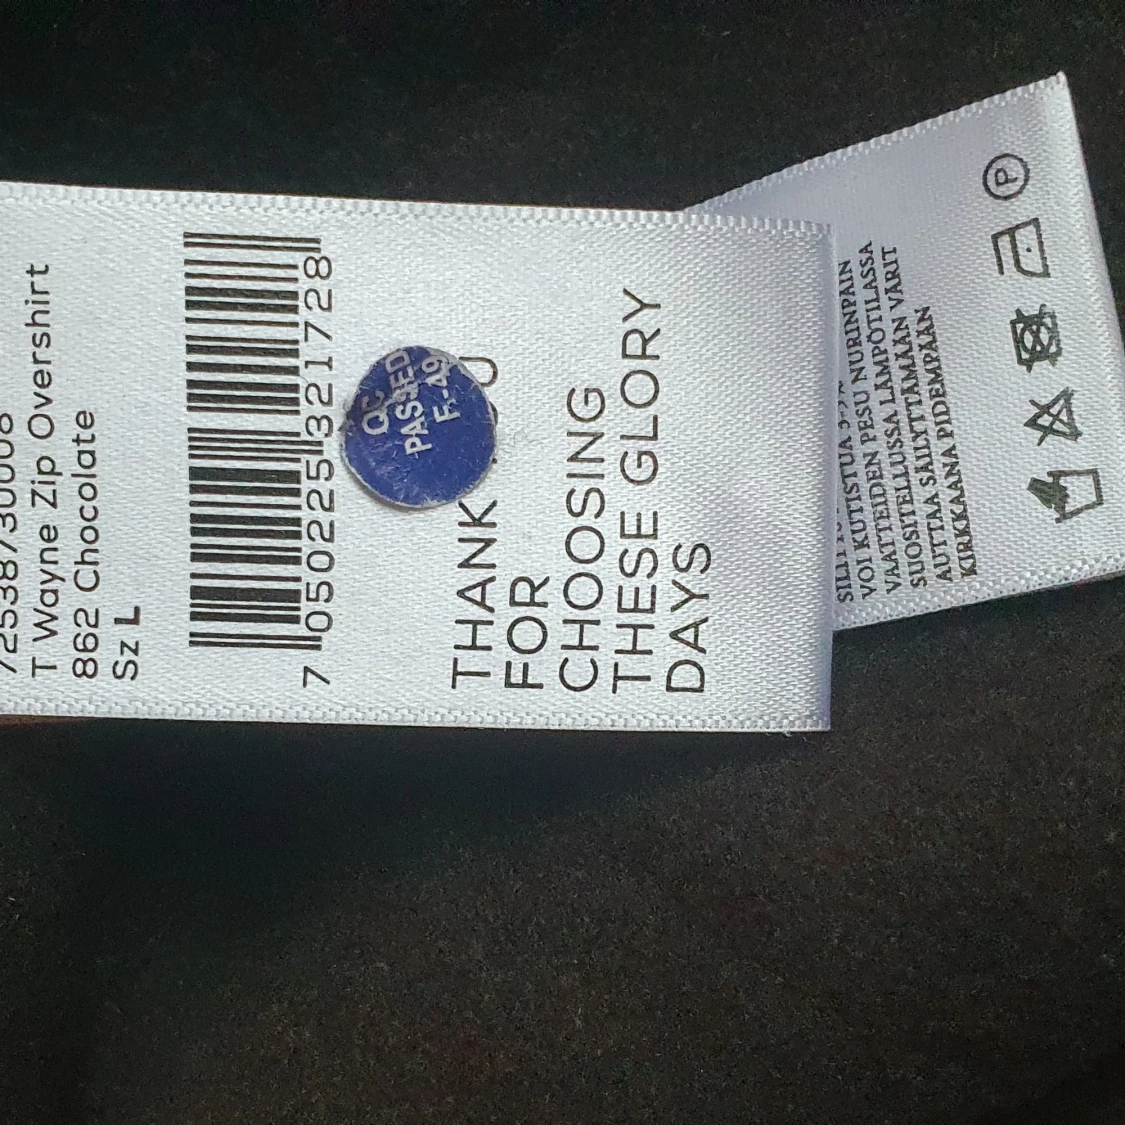 T Wayne Zip Overshirt
862 Chocolate
Sz L
7 050225 321728
QC
PASSED
F-49
THANK
FOR
CHOOSING
THESE GLORY
DAYS
VOI KUTISTUA 3-5%
VAATTEIDEN PESU NURINPAIN
SUOSITELLUSSA LÄMPÖTILASSA
AUTTAA SÄILYTTÄMÄÄN VÄRIT
KIRKKAANA PIDEMPÄÄN
P